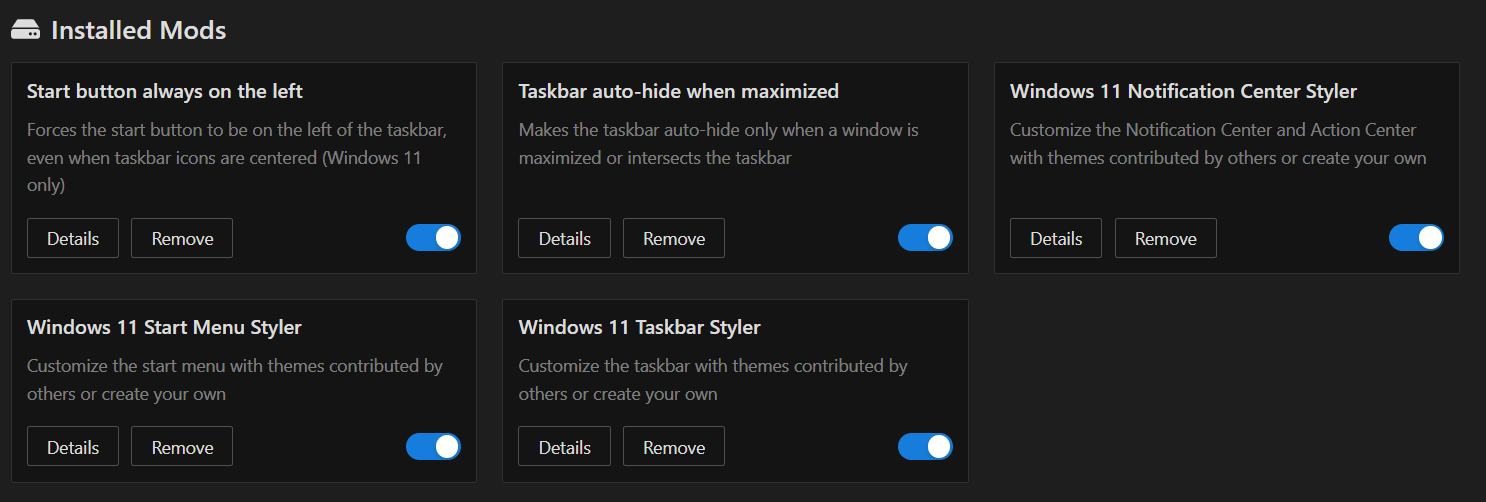 Installed Mods
Start button always on the left
Forces the start button to be on the left of the taskbar,
even when taskbar icons are centered (Windows 11
only)
Details
Remove
Taskbar auto-hide when maximized
Makes the taskbar auto-hide only when a window is
maximized or intersects the taskbar
Details
Remove
Windows 11 Notification Center Styler
Customize the Notification Center and Action Center
with themes contributed by others or create your own
Details
Remove
Windows 11 Start Menu Styler
Customize the start menu with themes contributed by
others or create your own
Details
Remove
Windows 11 Taskbar Styler
Customize the taskbar with themes contributed by
others or create your own
Details
Remove